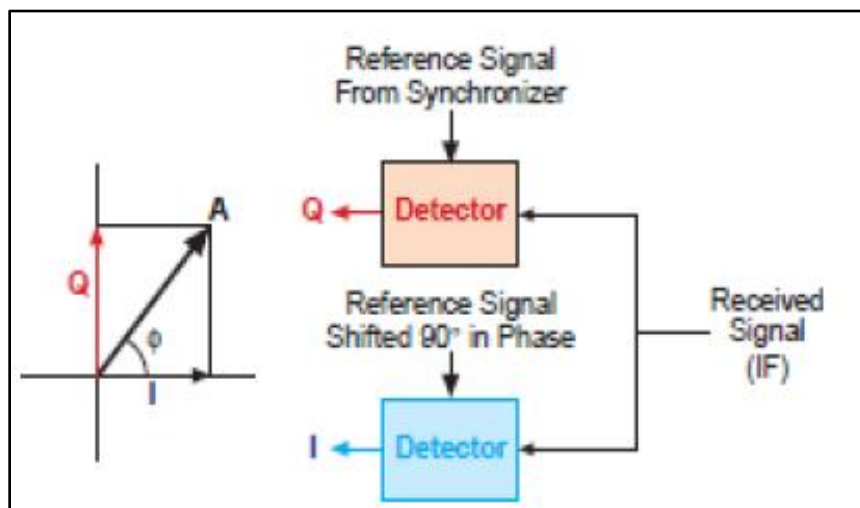 Reference Signal
From Synchronizer
A
Q
Q
Detector
ϕ
I
Reference Signal
Shifted 90° in Phase
Received
Signal
(IF)
I
Detector